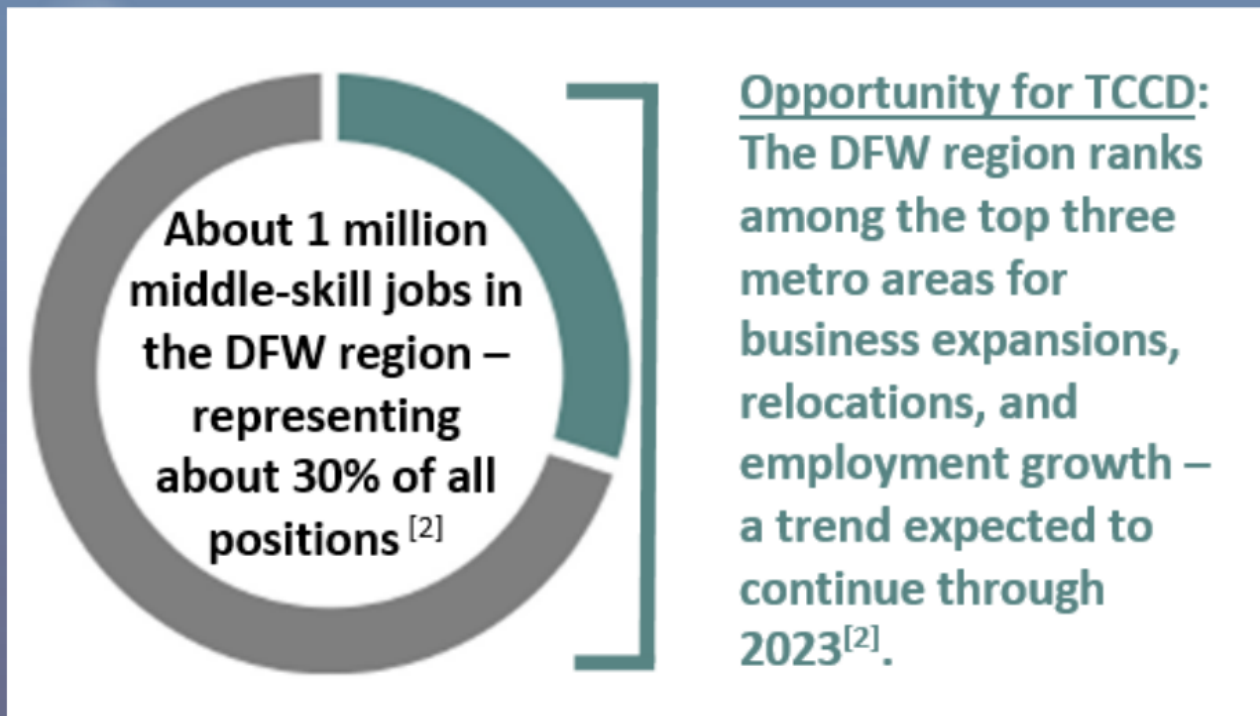 About 1 million
middle-skill jobs in
the DFW region –
representing
about 30% of all
positions [2]
Opportunity for TCCD:
The DFW region ranks
among the top three
metro areas for
business expansions,
relocations, and
employment growth –
a trend expected to
continue through
2023[2].